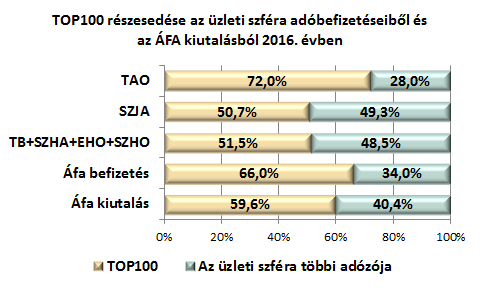 TOP100 részesedése az üzleti szféra adóbefizetéseiből és
az ÁFA kiutalásból 2016. évben
TAO 72,0% 28,0%
SZJA 50,7% 49,3%
TB+SZHA+EHO+SZHO 51,5% 48,5%
Áfa befizetés 66,0% 34,0%
Áfa kiutalás 59,6% 40,4%
0% 20% 40% 60% 80% 100%
TOP100 Az üzleti szféra többi adózója